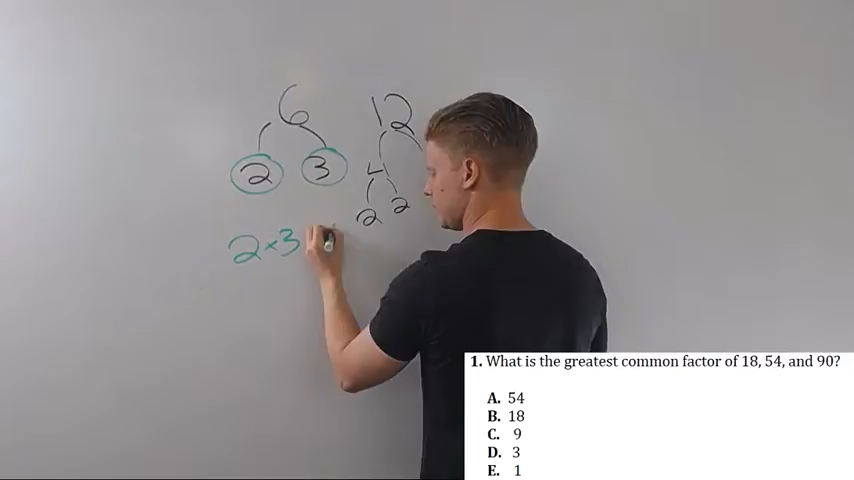 6 12
2 3 4
2 2
2×3
1. What is the greatest common factor of 18, 54, and 90?
A. 54
B. 18
C. 9
D. 3
E. 1